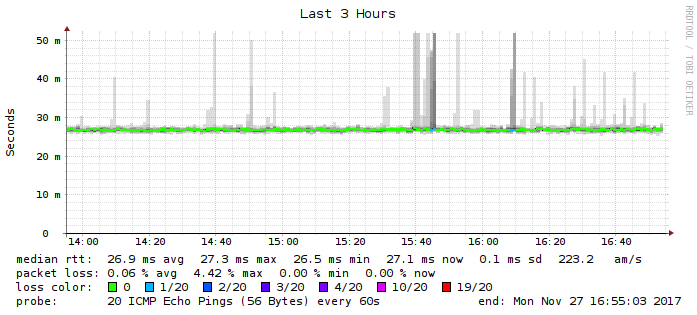 Last 3 Hours
RRDTOOL / TOBI OETIKER
Seconds
50 m
40 m
30 m
20 m
10 m
0
14:00 14:20 14:40 15:00 15:20 15:40 16:00 16:20 16:40
median rtt: 26.9 ms avg 27.3 ms max 26.5 ms min 27.1 ms now 0.1 ms sd 223.2 am/s
packet loss: 0.06 % avg 4.42 % max 0.00 % min 0.00 % now
loss color: 0 1/20 2/20 3/20 4/20 10/20 19/20
probe: 20 ICMP Echo Pings (56 Bytes) every 60s end: Mon Nov 27 16:55:03 2017